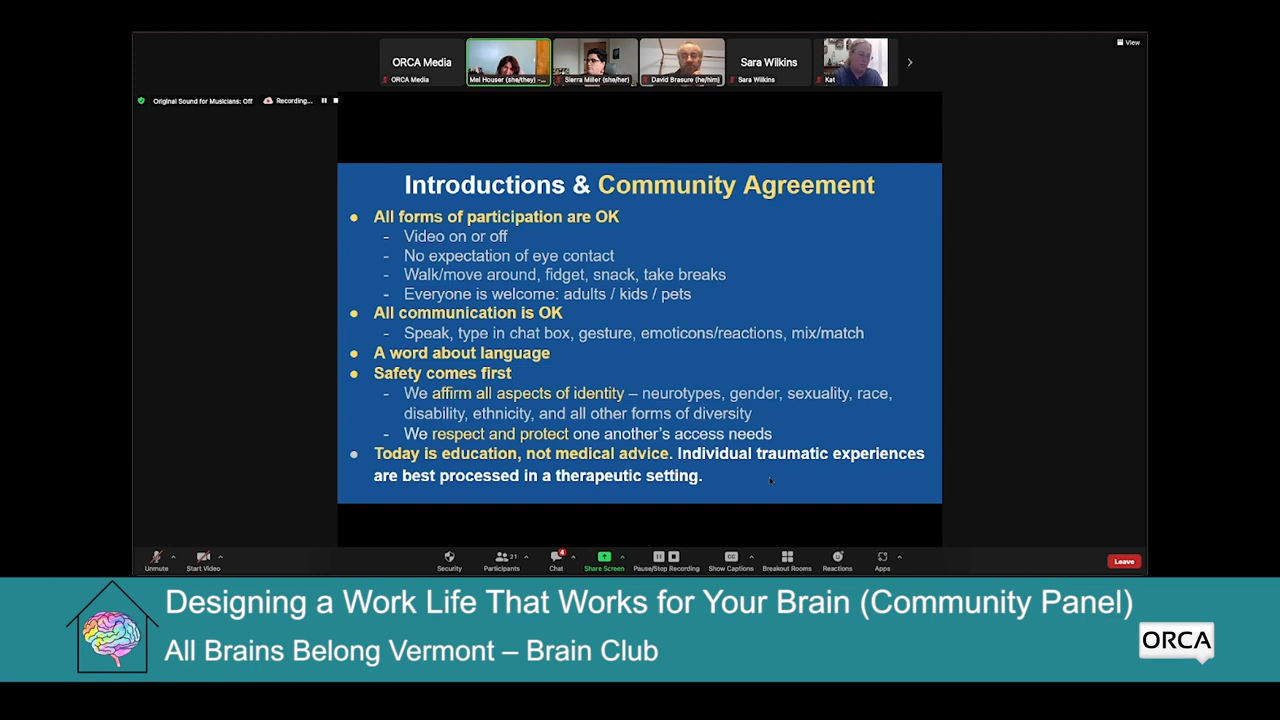 View
ORCA Media
ORCA Media
Mel Houser (she/they) -...
Sierra Miller (she/her)
David Brasure (he/him)
Sara Wilkins
Sara Wilkins
Kat
Original Sound for Musicians: Off
Recording...
Introductions & Community Agreement
● All forms of participation are OK
- Video on or off
- No expectation of eye contact
- Walk/move around, fidget, snack, take breaks
- Everyone is welcome: adults / kids / pets
● All communication is OK
- Speak, type in chat box, gesture, emoticons/reactions, mix/match
● A word about language
● Safety comes first
- We affirm all aspects of identity – neurotypes, gender, sexuality, race,
disability, ethnicity, and all other forms of diversity
- We respect and protect one another’s access needs
● Today is education, not medical advice. Individual traumatic experiences
are best processed in a therapeutic setting.
Unmute
Start Video
Security
21
Participants
4
Chat
Share Screen
Pause/Stop Recording
CC
Show Captions
Breakout Rooms
Reactions
Apps
Leave
Designing a Work Life That Works for Your Brain (Community Panel)
All Brains Belong Vermont – Brain Club
ORCA